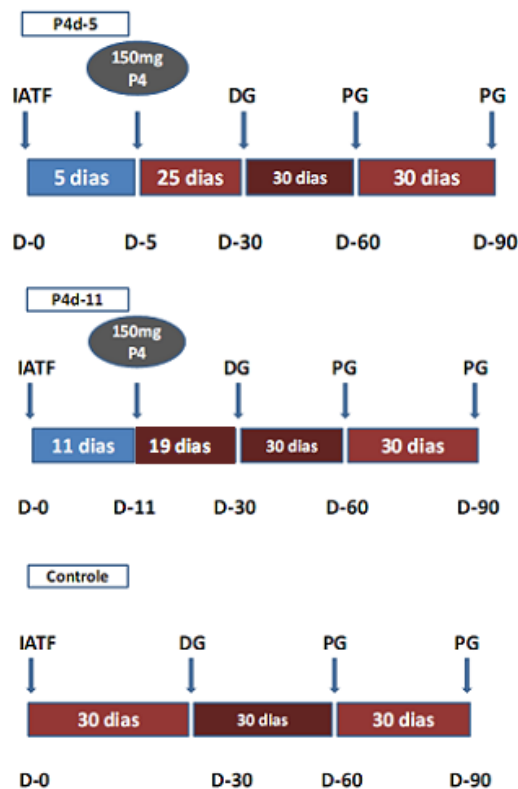 P4d-5
150mg
P4
IATF DG PG PG
5 dias 25 dias 30 dias 30 dias
D-0 D-5 D-30 D-60 D-90
P4d-11
150mg
P4
IATF DG PG PG
11 dias 19 dias 30 dias 30 dias
D-0 D-11 D-30 D-60 D-90
Controle
IATF DG PG PG
30 dias 30 dias 30 dias
D-0 D-30 D-60 D-90